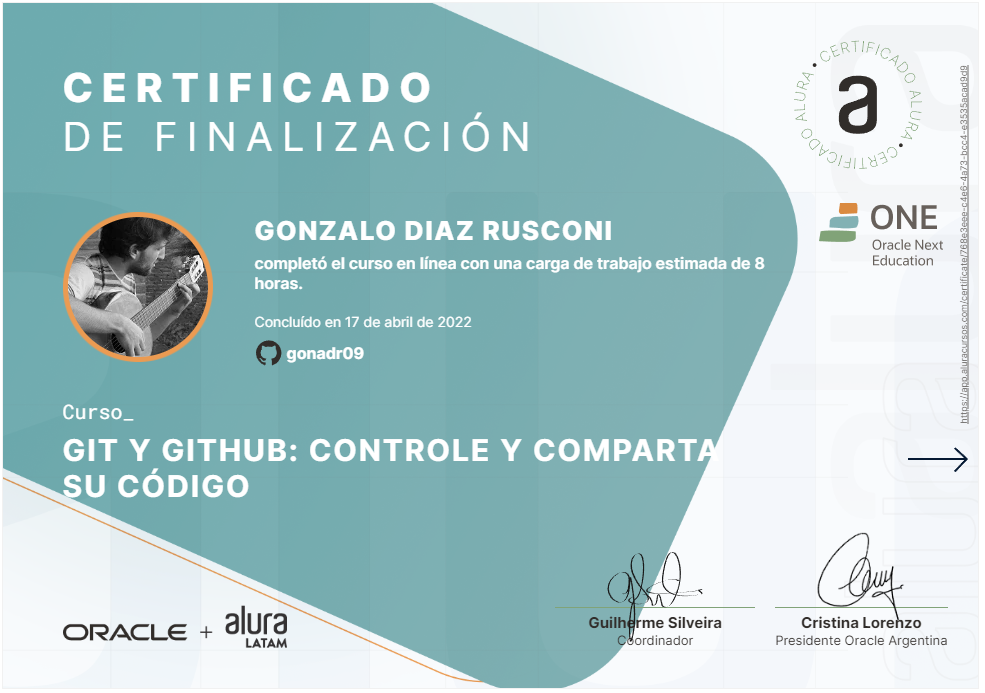 CERTIFICADO
DE FINALIZACIÓN
CERTIFICADO ALURA • CERTIFICADO ALURA •
a
ONE
Oracle Next
Education
GONZALO DIAZ RUSCONI
completó el curso en línea con una carga de trabajo estimada de 8
horas.
Concluído en 17 de abril de 2022
gonadr09
Curso_
GIT Y GITHUB: CONTROLE Y COMPARTA
SU CÓDIGO
https://app.aluracursos.com/certificate/768e3eee-c4e6-4a73-bcc4-e3535acad9d9
ORACLE + alura
LATAM
Guilherme Silveira
Coordinador
Cristina Lorenzo
Presidente Oracle Argentina
alura